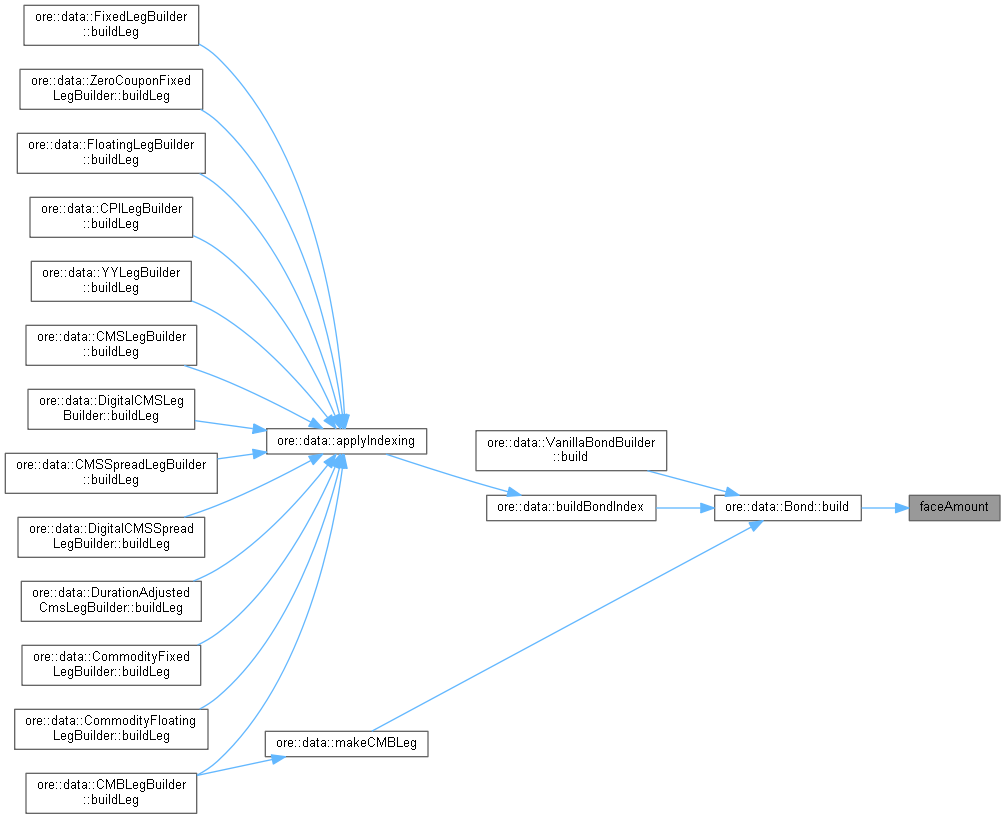 ore::data::FixedLegBuilder
::buildLeg
ore::data::ZeroCouponFixed
LegBuilder::buildLeg
ore::data::FloatingLegBuilder
::buildLeg
ore::data::CPILegBuilder
::buildLeg
ore::data::YYLegBuilder
::buildLeg
ore::data::CMSLegBuilder
::buildLeg
ore::data::DigitalCMSLeg
Builder::buildLeg
ore::data::CMSSpreadLegBuilder
::buildLeg
ore::data::DigitalCMSSpread
LegBuilder::buildLeg
ore::data::DurationAdjusted
CmsLegBuilder::buildLeg
ore::data::CommodityFixed
LegBuilder::buildLeg
ore::data::CommodityFloating
LegBuilder::buildLeg
ore::data::CMBLegBuilder
::buildLeg
ore::data::applyIndexing
ore::data::makeCMBLeg
ore::data::VanillaBondBuilder
::build
ore::data::buildBondIndex
ore::data::Bond::build
faceAmount